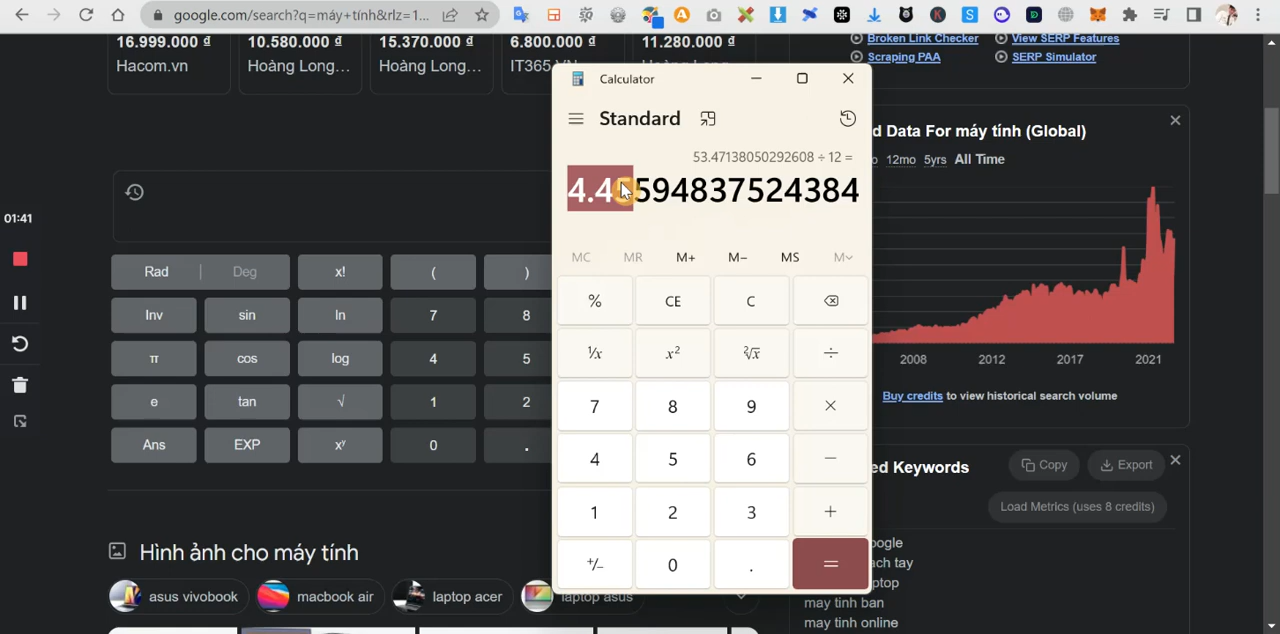 google.com/search?q=máy+tính&rlz=1...
16.999.000 đ
10.580.000 đ
15.370.000 đ
6.800.000 đ
11.280.000 đ
Hacom.vn
Hoàng Long...
Hoàng Long...
IT365.VN
Hoàng Long...
Broken Link Checker
View SERP Features
Scraping PAA
SERP Simulator
Calculator
Standard
53.47138050292608 ÷ 12 =
594837524384
MC
MR
M+
M−
MS
M
%
CE
C
¹/x
x²
²√x
÷
7
8
9
×
4
5
6
−
1
2
3
+
+/−
0
.
=
01:41
Rad
Deg
x!
(
)
Inv
sin
ln
7
8
π
cos
log
4
5
e
tan
√
1
2
Ans
EXP
xʸ
0
.
Hình ảnh cho máy tính
asus vivobook
macbook air
laptop acer
laptop asus
d Data For máy tính (Global)
12mo
5yrs
All Time
2008
2012
2017
2021
Buy credits to view historical search volume
ed Keywords
Copy
Export
Load Metrics (uses 8 credits)
oogle
ach tay
ptop
may tinh ban
may tinh online